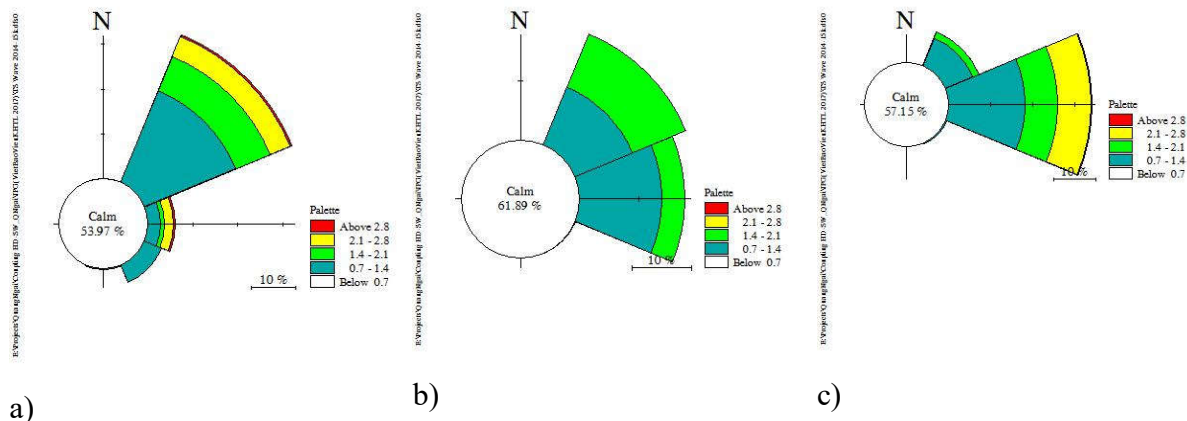 N
Calm
53.97 %
Palette
Above 2.8
2.1 - 2.8
1.4 - 2.1
0.7 - 1.4
Below 0.7
10 %
a)
N
Calm
61.89 %
Palette
Above 2.8
2.1 - 2.8
1.4 - 2.1
0.7 - 1.4
Below 0.7
10 %
b)
N
Calm
57.15 %
Palette
Above 2.8
2.1 - 2.8
1.4 - 2.1
0.7 - 1.4
Below 0.7
10 %
c)